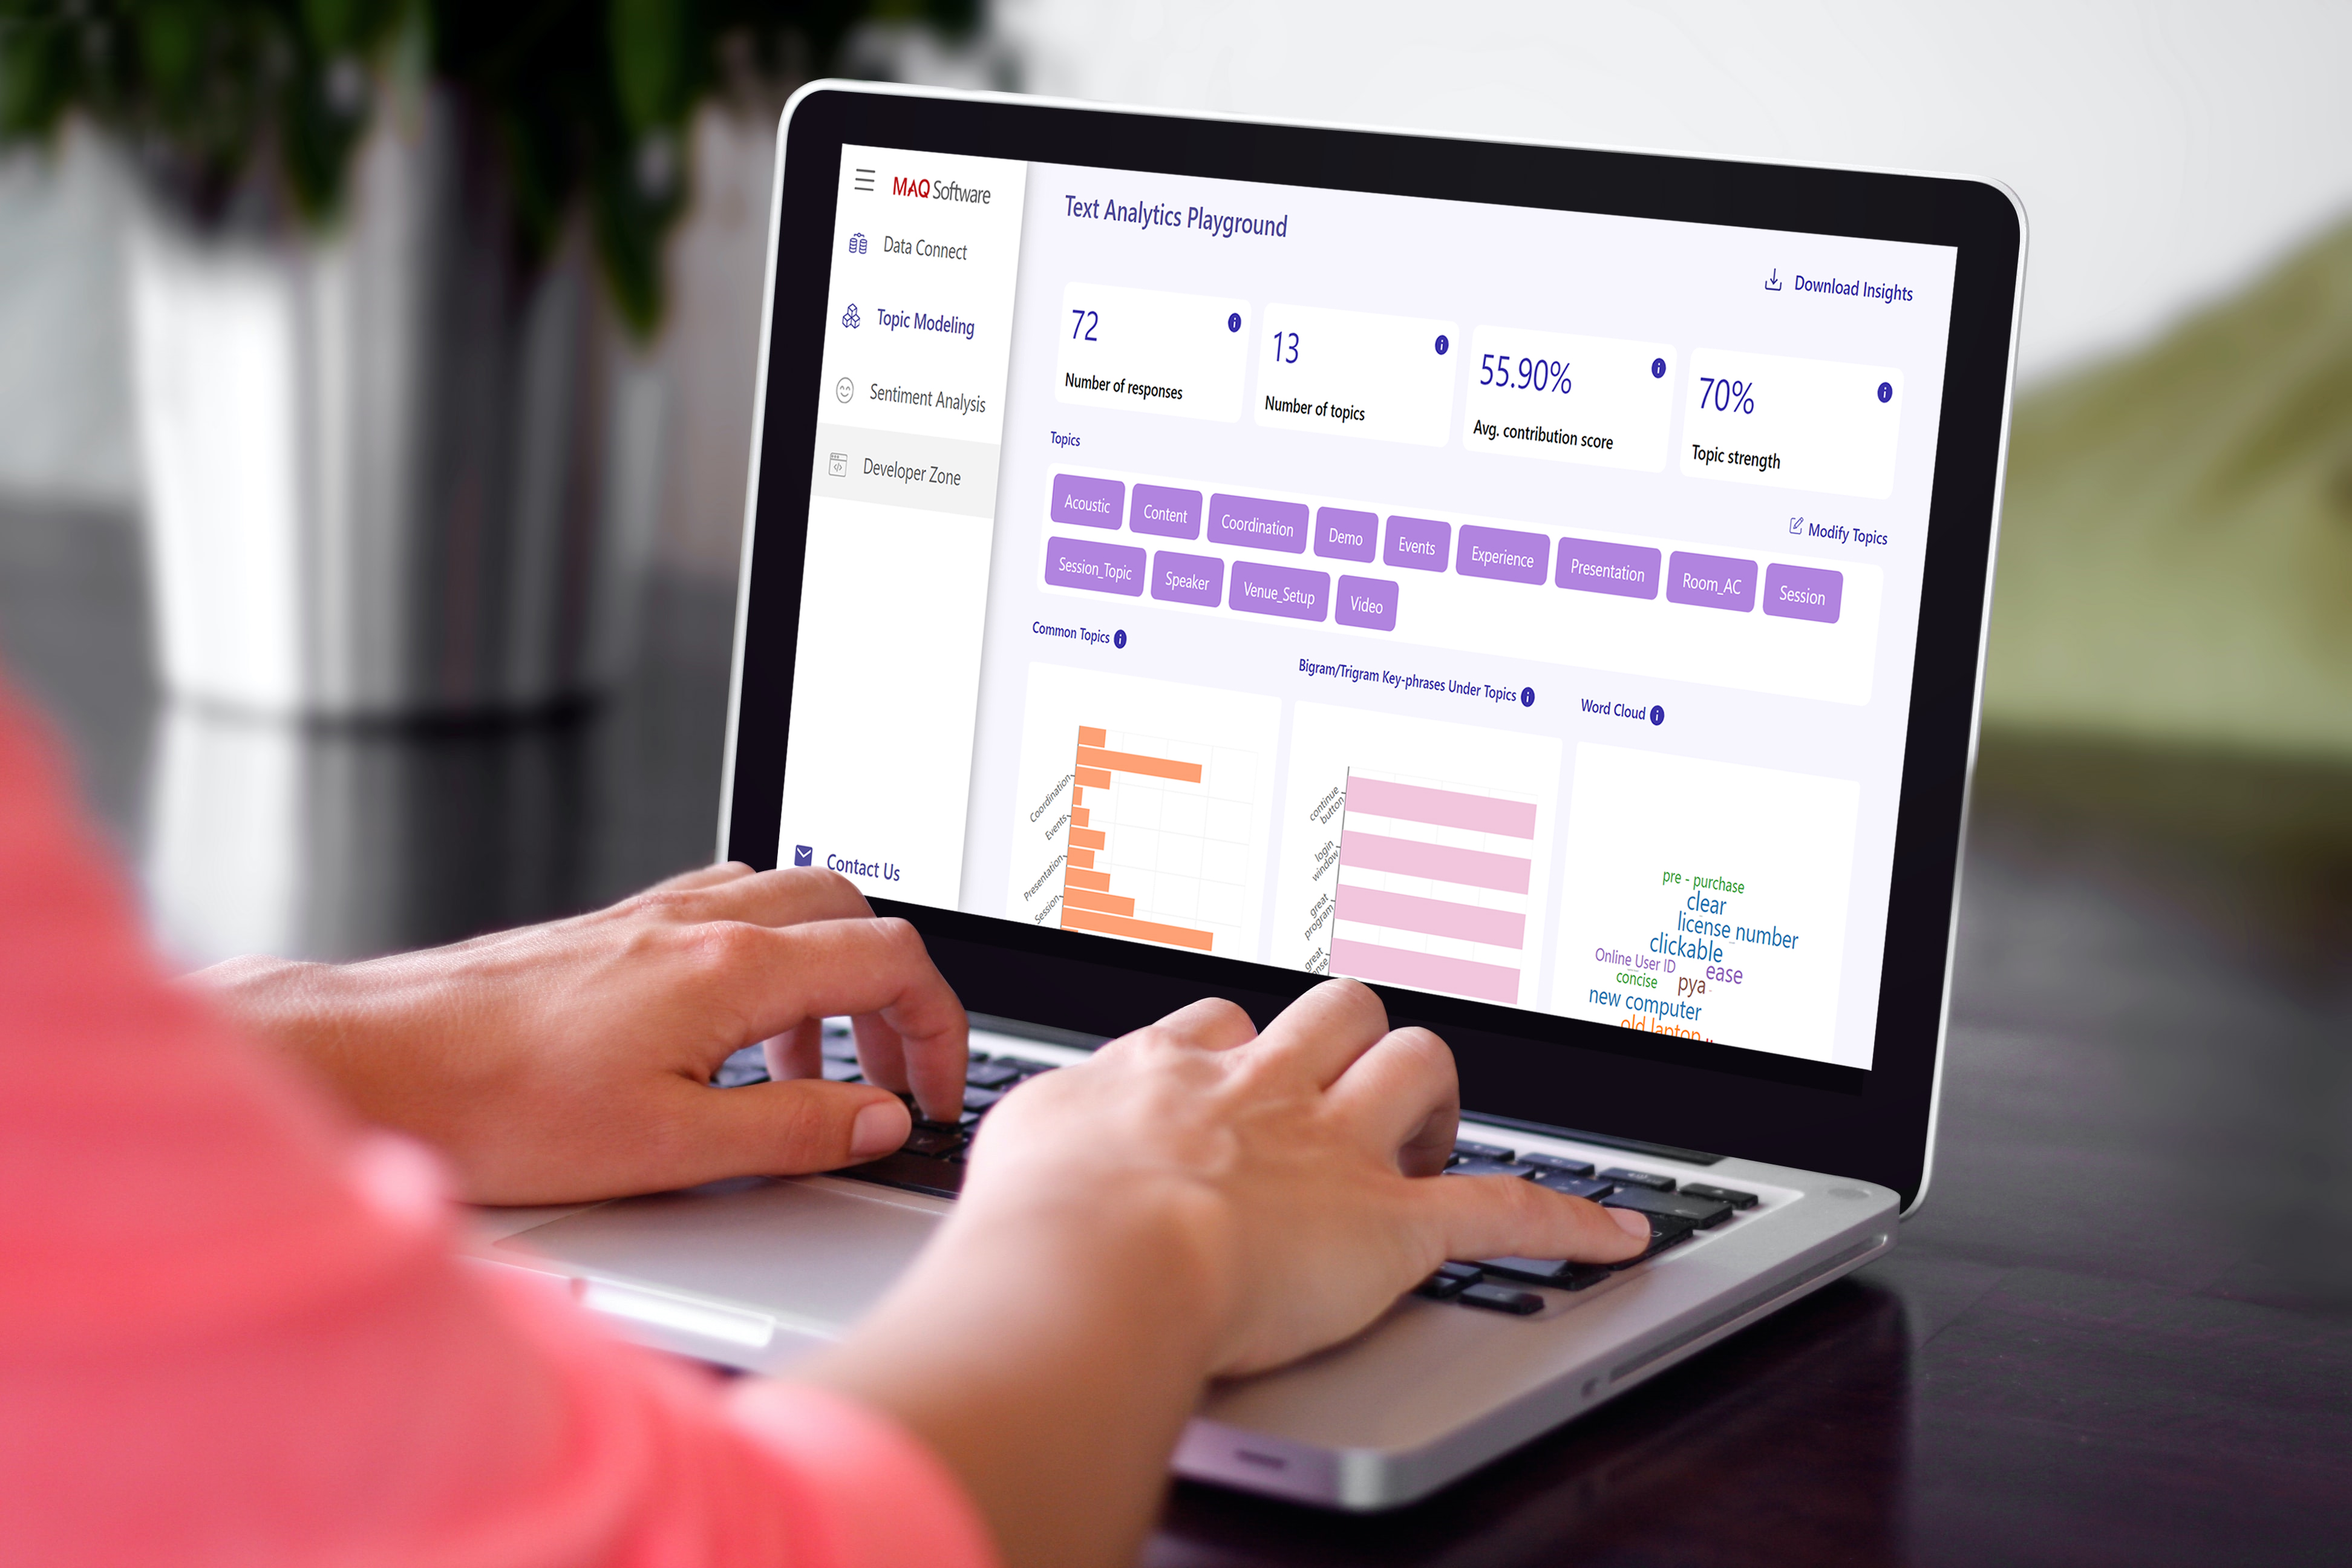 MAQ Software
Data Connect
Topic Modeling
Sentiment Analysis
Developer Zone
Contact Us
Text Analytics Playground
Download Insights
72
Number of responses
13
Number of topics
55.90%
Avg. contribution score
70%
Topic strength
Topics
Modify Topics
Acoustic Content Coordination Demo Events Experience Presentation Room_AC Session
Session_Topic Speaker Venue_Setup Video
Common Topics
Coordination
Events
Presentation
Session
Bigram/Trigram Key-phrases Under Topics
continue
button
login
window
great
program
great
Word Cloud
pre - purchase
clear
license_number
clickable
Online User ID
ease
concise
pya
new computer
old laptop